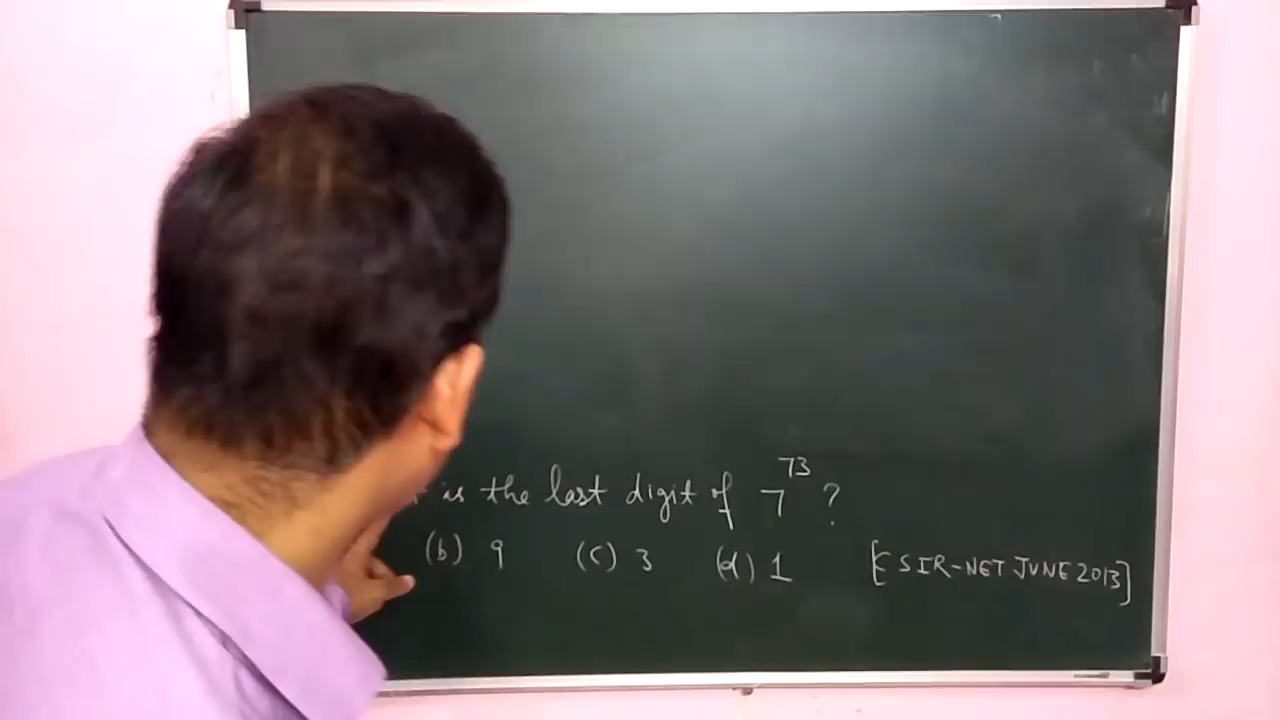 is the last digit of 7^73 ?
(b) 9 (c) 3 (d) 1 [CSIR-NET JUNE 2013]